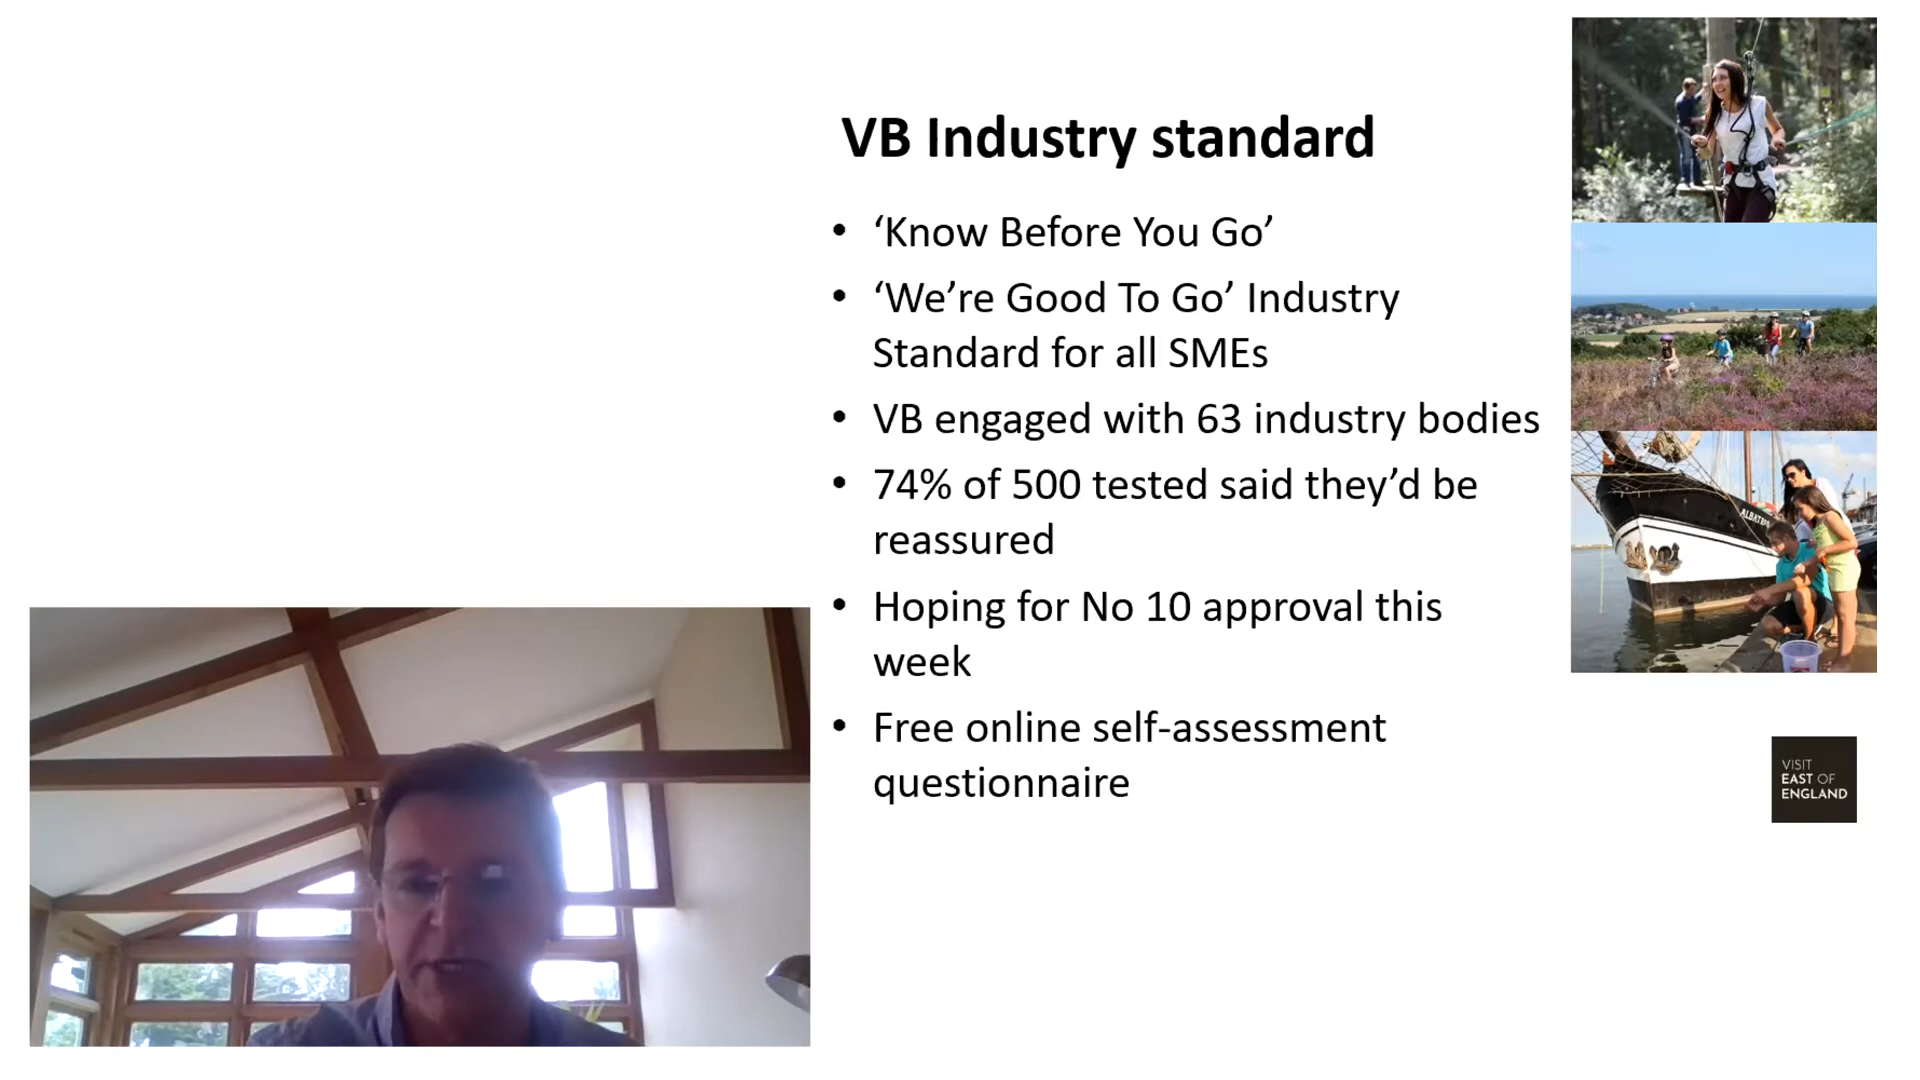 VB Industry standard
• ‘Know Before You Go’
• ‘We’re Good To Go’ Industry
Standard for all SMEs
• VB engaged with 63 industry bodies
• 74% of 500 tested said they’d be
reassured
• Hoping for No 10 approval this
week
• Free online self-assessment
questionnaire
VISIT
EAST OF
ENGLAND